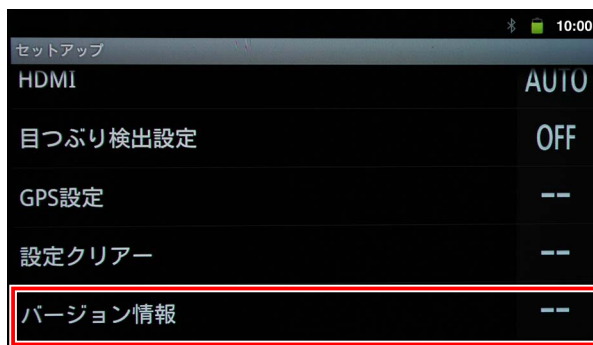 10:00
セットアップ
HDMI AUTO
目つぶり検出設定 OFF
GPS設定 --
設定クリアー --
バージョン情報 --